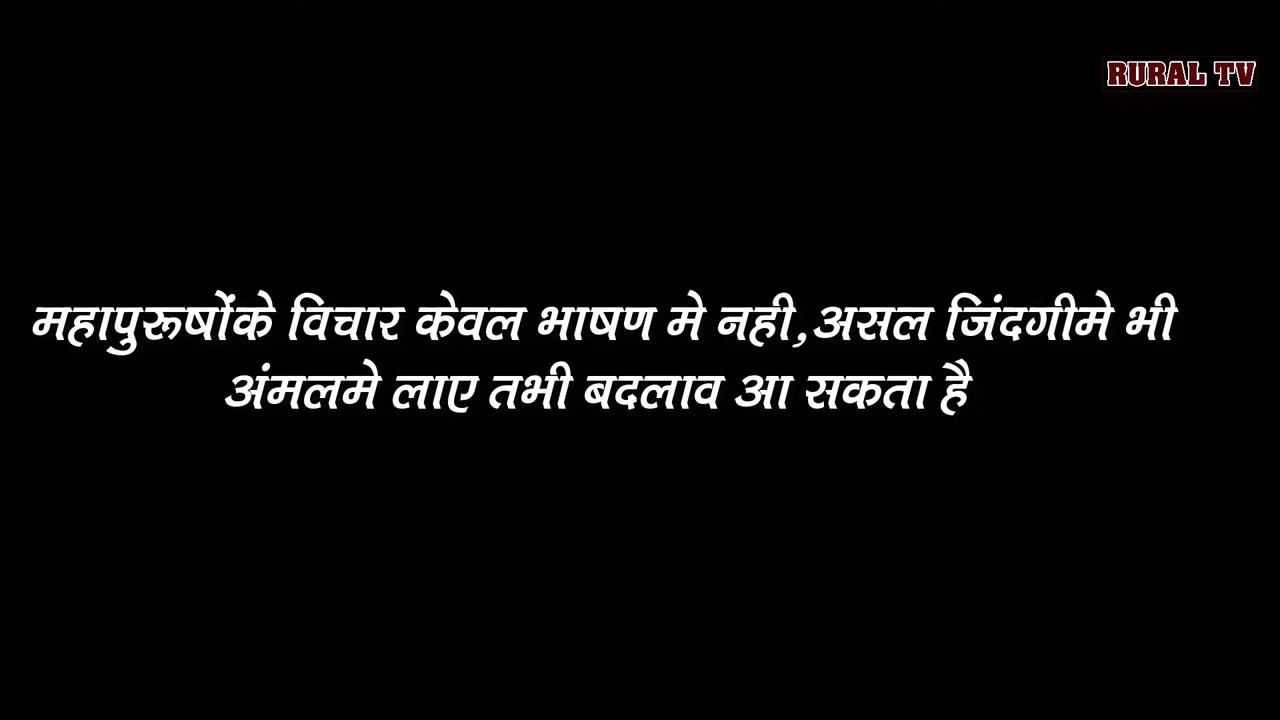 RURAL TV
महापुरूषोंके विचार केवल भाषण मे नही,असल जिंदगीमे भी
अंमलमे लाए तभी बदलाव आ सकता है